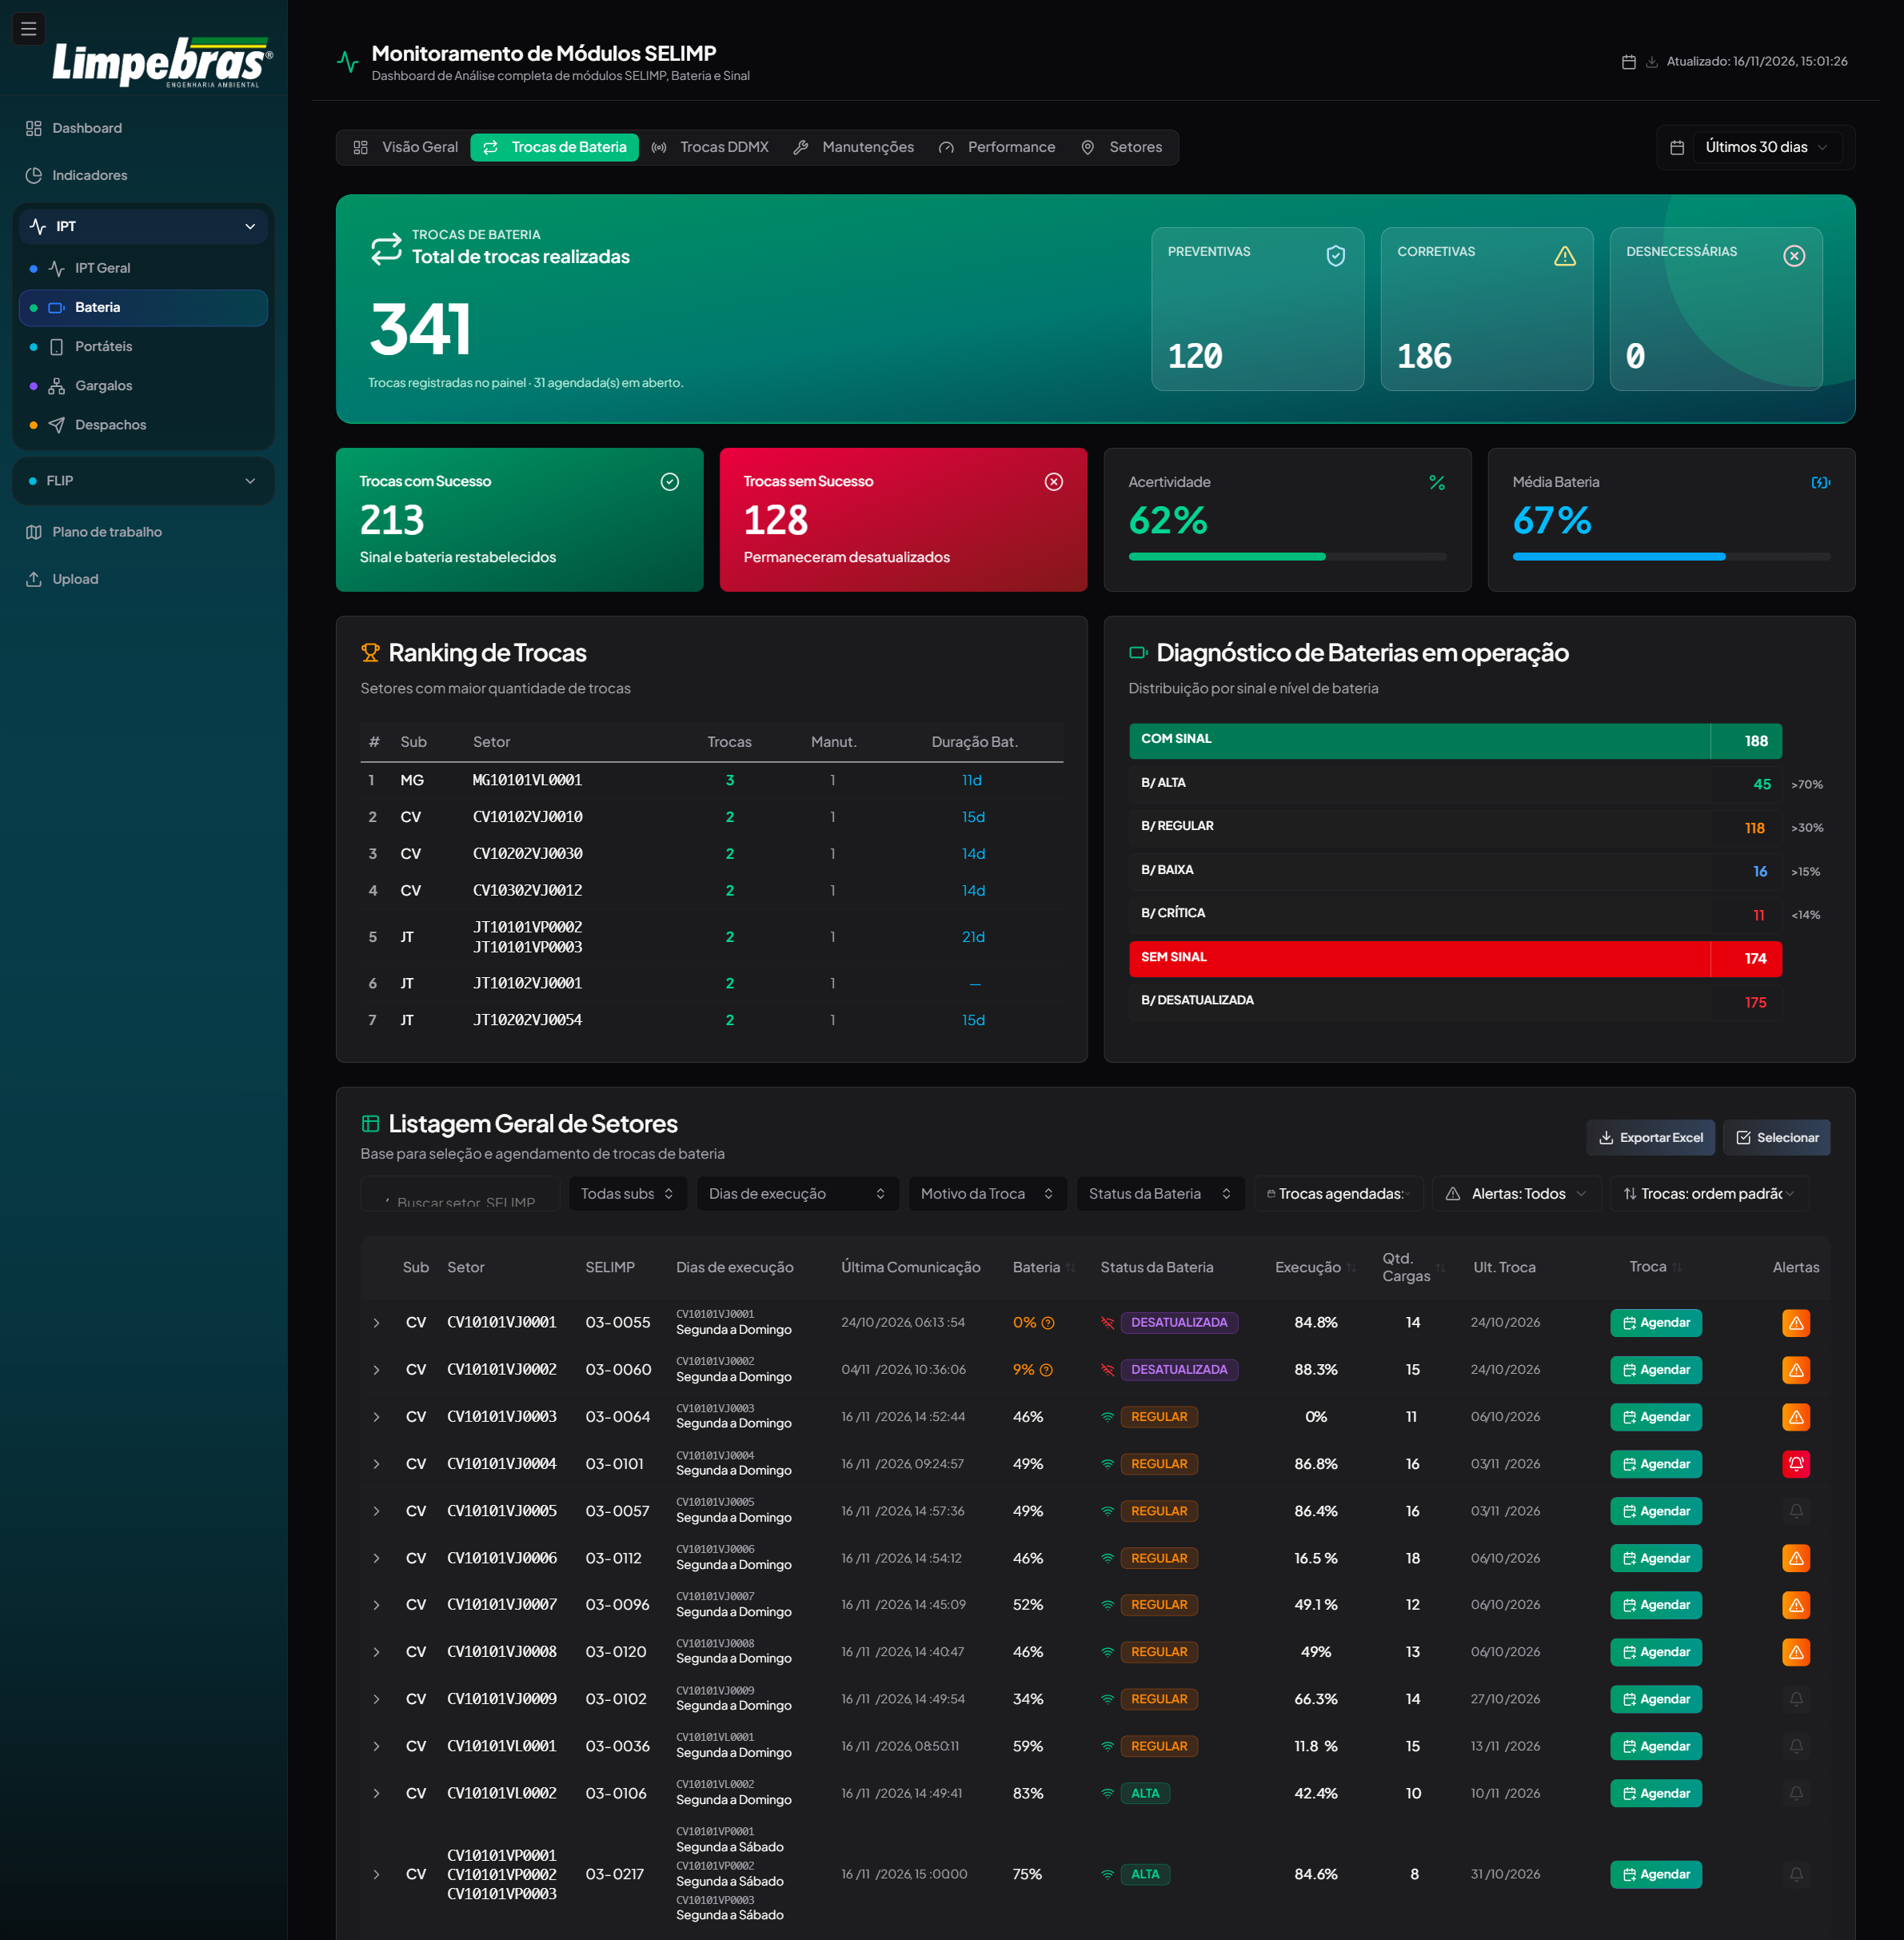 Limpebras®
ENGENHARIA AMBIENTAL
Dashboard
Indicadores
IPT
IPT Geral
Bateria
Portáteis
Gargalos
Despachos
FLIP
Plano de trabalho
Upload
Monitoramento de Módulos SELIMP
Dashboard de Análise completa de módulos SELIMP, Bateria e Sinal
Atualizado: 16/11/2026, 15:01:26
Visão Geral Trocas de Bateria Trocas DDMX Manutenções Performance Setores
Últimos 30 dias
TROCAS DE BATERIA
Total de trocas realizadas
341
Trocas registradas no painel · 31 agendada(s) em aberto.
PREVENTIVAS
120
CORRETIVAS
186
DESNECESSÁRIAS
0
Trocas com Sucesso
213
Sinal e bateria restabelecidos
Trocas sem Sucesso
128
Permaneceram desatualizados
Acertividade
62%
Média Bateria
67%
Ranking de Trocas
Setores com maior quantidade de trocas
# Sub Setor Trocas Manut. Duração Bat.
1 MG MG10101VL0001 3 1 11d
2 CV CV10102VJ0010 2 1 15d
3 CV CV10202VJ0030 2 1 14d
4 CV CV10302VJ0012 2 1 14d
5 JT JT10101VP0002 JT10101VP0003 2 1 21d
6 JT JT10102VJ0001 2 1 —
7 JT JT10202VJ0054 2 1 15d
Diagnóstico de Baterias em operação
Distribuição por sinal e nível de bateria
COM SINAL 188
B/ ALTA 45 >70%
B/ REGULAR 118 >30%
B/ BAIXA 16 >15%
B/ CRÍTICA 11 <14%
SEM SINAL 174
B/ DESATUALIZADA 175
Listagem Geral de Setores
Base para seleção e agendamento de trocas de bateria
Exportar Excel Selecionar
Buscar setor, SELIMP Todas subs Dias de execução Motivo da Troca Status da Bateria Trocas agendadas: Alertas: Todos Trocas: ordem padrão
Sub Setor SELIMP Dias de execução Última Comunicação Bateria Status da Bateria Execução Qtd. Cargas Ult. Troca Troca Alertas
CV CV10101VJ0001 03-0055 CV10101VJ0001 Segunda a Domingo 24/10/2026, 06:13:54 0% DESATUALIZADA 84.8% 14 24/10/2026 Agendar
CV CV10101VJ0002 03-0060 CV10101VJ0002 Segunda a Domingo 04/11/2026, 10:36:06 9% DESATUALIZADA 88.3% 15 24/10/2026 Agendar
CV CV10101VJ0003 03-0064 CV10101VJ0003 Segunda a Domingo 16/11/2026, 14:52:44 46% REGULAR 0% 11 06/10/2026 Agendar
CV CV10101VJ0004 03-0101 CV10101VJ0004 Segunda a Domingo 16/11/2026, 09:24:57 49% REGULAR 86.8% 16 03/11/2026 Agendar
CV CV10101VJ0005 03-0057 CV10101VJ0005 Segunda a Domingo 16/11/2026, 14:57:36 49% REGULAR 86.4% 16 03/11/2026 Agendar
CV CV10101VJ0006 03-0112 CV10101VJ0006 Segunda a Domingo 16/11/2026, 14:54:12 46% REGULAR 16.5% 18 06/10/2026 Agendar
CV CV10101VJ0007 03-0096 CV10101VJ0007 Segunda a Domingo 16/11/2026, 14:45:09 52% REGULAR 49.1% 12 06/10/2026 Agendar
CV CV10101VJ0008 03-0120 CV10101VJ0008 Segunda a Domingo 16/11/2026, 14:40:47 46% REGULAR 49% 13 06/10/2026 Agendar
CV CV10101VJ0009 03-0102 CV10101VJ0009 Segunda a Domingo 16/11/2026, 14:49:54 34% REGULAR 66.3% 14 27/10/2026 Agendar
CV CV10101VL0001 03-0036 CV10101VL0001 Segunda a Domingo 16/11/2026, 08:50:11 59% REGULAR 11.8% 15 13/11/2026 Agendar
CV CV10101VL0002 03-0106 CV10101VL0002 Segunda a Domingo 16/11/2026, 14:49:41 83% ALTA 42.4% 10 10/11/2026 Agendar
CV CV10101VP0001 CV10101VP0002 CV10101VP0003 03-0217 CV10101VP0001 Segunda a Sábado CV10101VP0002 Segunda a Sábado CV10101VP0003 Segunda a Sábado 16/11/2026, 15:00:00 75% ALTA 84.6% 8 31/10/2026 Agendar